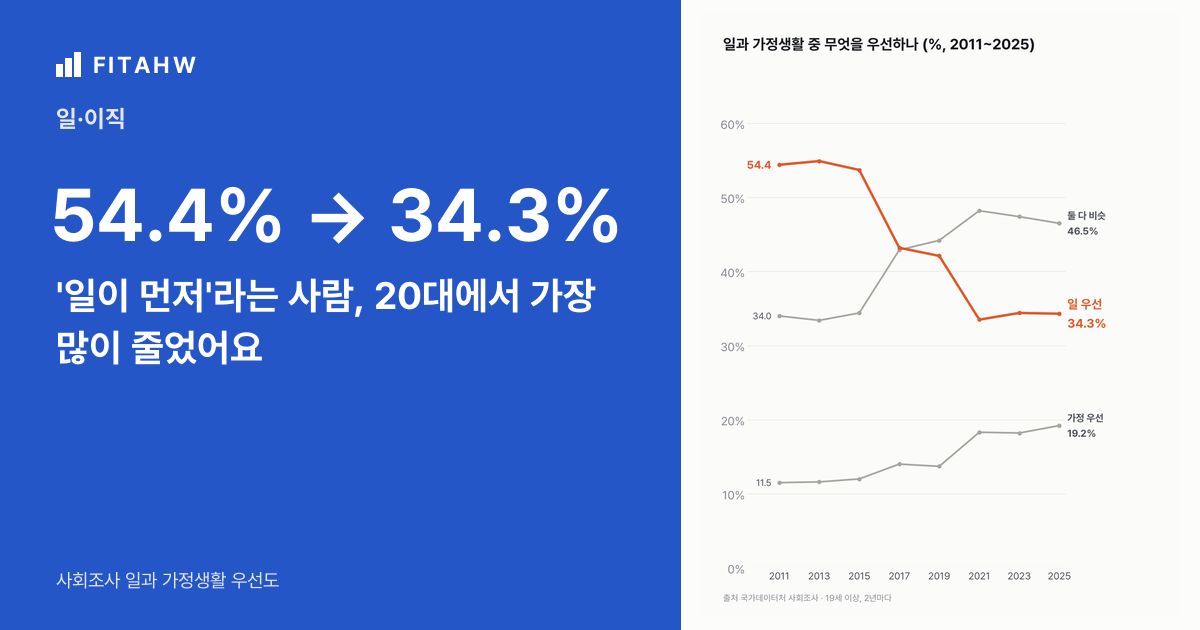 FITAHW
일·이직
54.4% → 34.3%
'일이 먼저'라는 사람, 20대에서 가장
많이 줄었어요
사회조사 일과 가정생활 우선도
일과 가정생활 중 무엇을 우선하나 (%, 2011~2025)
60%
54.4
50%
둘 다 비슷
46.5%
40%
일 우선
34.3%
34.0
30%
20%
가정 우선
19.2%
11.5
10%
0%
2011 2013 2015 2017 2019 2021 2023 2025
출처 국가데이터처 사회조사 · 19세 이상, 2년마다